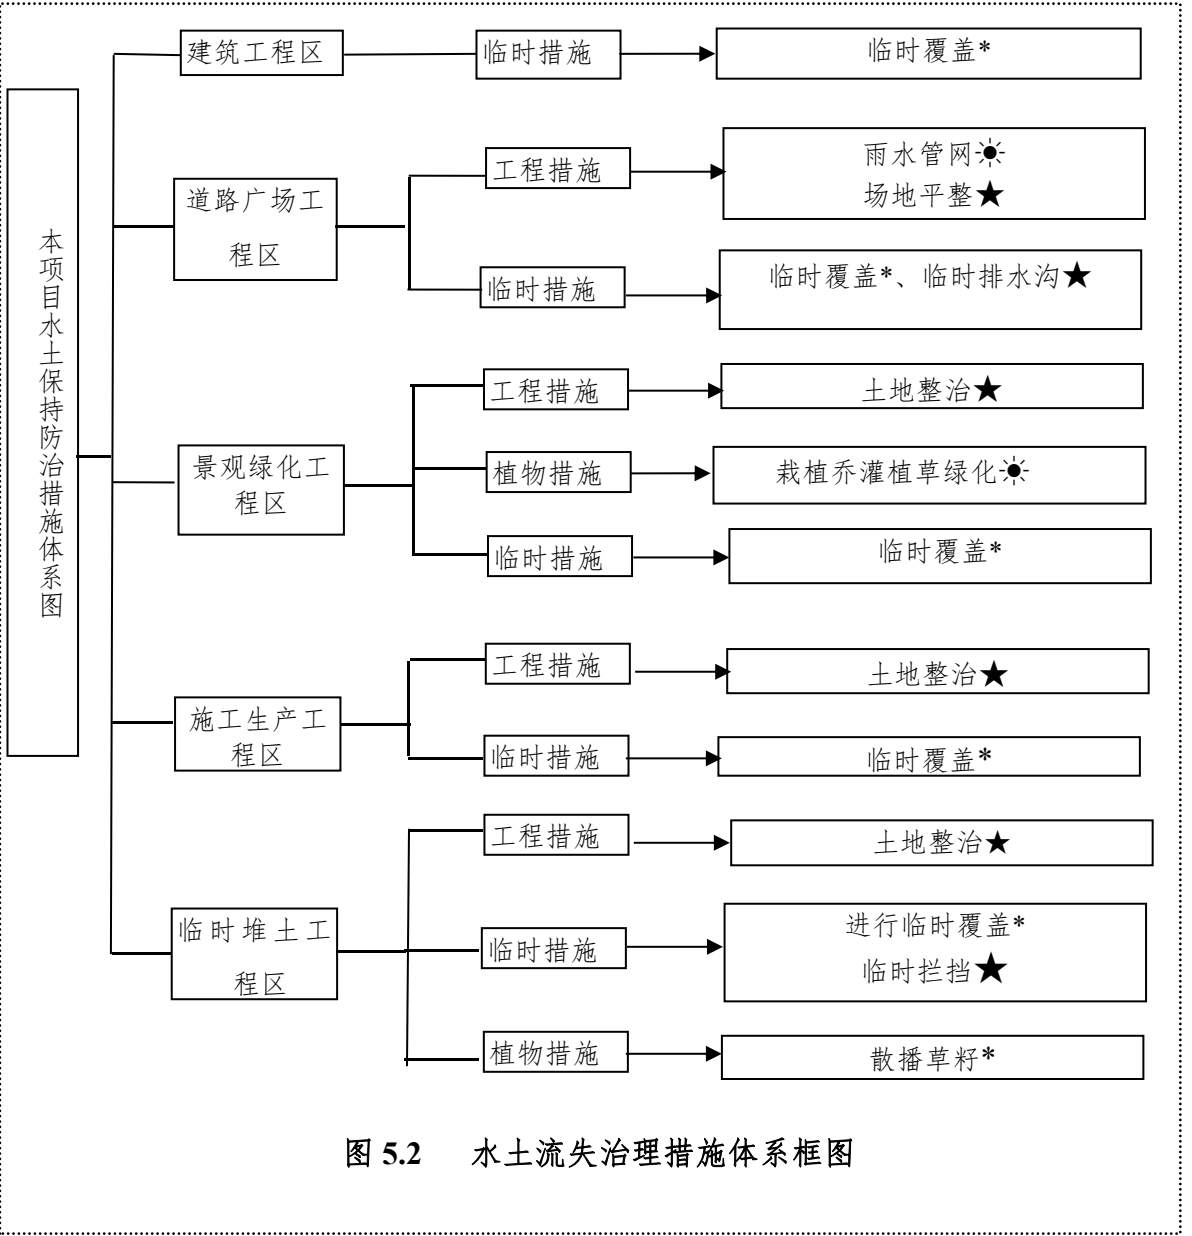 本项目水土保持防治措施体系图
建筑工程区
临时措施
临时覆盖*
道路广场工
程区
工程措施
雨水管网☀
场地平整★
临时措施
临时覆盖*、临时排水沟★
景观绿化工
程区
工程措施
土地整治★
植物措施
栽植乔灌植草绿化☀
临时措施
临时覆盖*
施工生产工
程区
工程措施
土地整治★
临时措施
临时覆盖*
临时堆土工
程区
工程措施
土地整治★
临时措施
进行临时覆盖*
临时拦挡★
植物措施
散播草籽*
图 5.2 水土流失治理措施体系框图